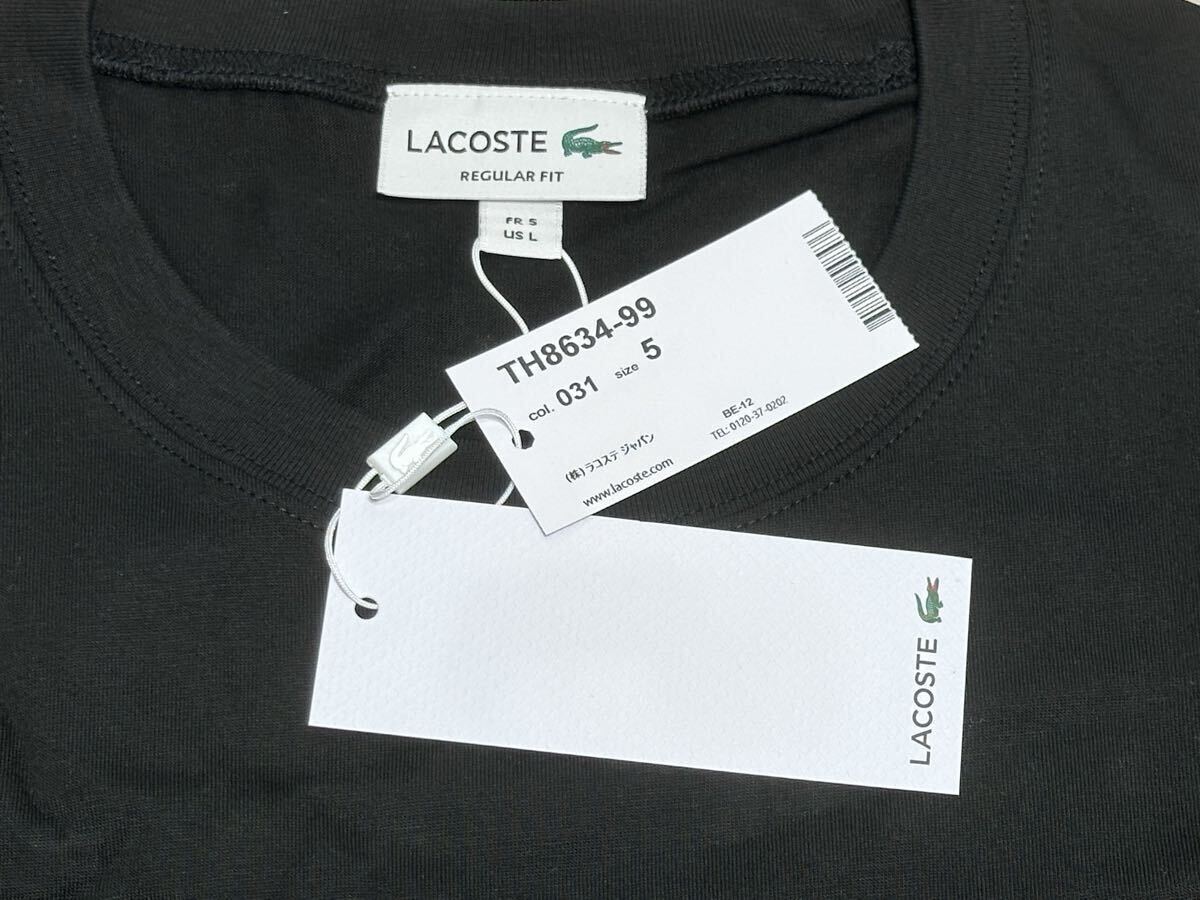 LACOSTE
REGULAR FIT
FR 5
US L
TH8634-99
col. 031 size 5
BE-12
TEL: 0120-37-0202
(株) ラコステ ジャパン
www.lacoste.com
LACOSTE